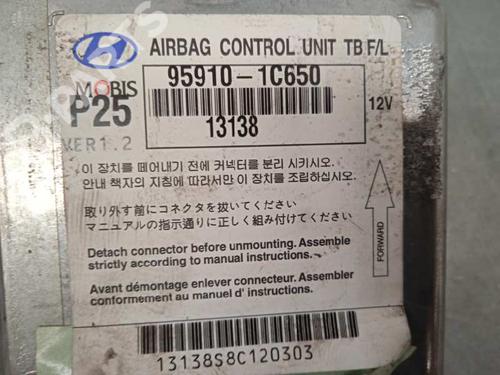 AIRBAG CONTROL UNIT TB F/L
95910-1C650
MOBIS
P25
13138
12V
VER1.2
이 장치를 떼어내기 전에 커넥터를 분리 시키시오.
안내 책자의 지침에 따라서만 이 장치를 조립하십시오.
取り外す前にコネクタを抜いてください
マニュアルの指示通りに正しく組み付けてください
FORWARD
Detach connector before unmounting. Assemble
strictly according to manual instructions.
Avant démontage enlever connecteur. Assembler
conformement au manuel d' instructions.
13138S8C120303